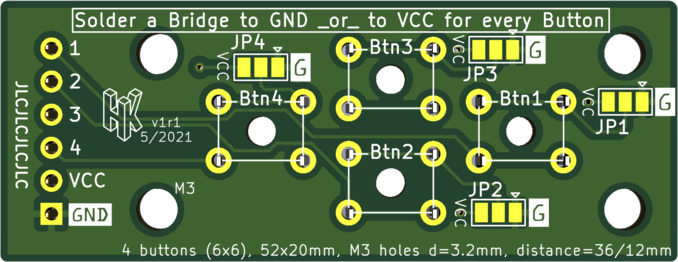 Solder a Bridge to GND _or_ to VCC for every Button
1
2
3
4
VCC
GND
JLCJLCJLCJLC
HK
v1r1
5/2021
M3
JP4
VCC
G
Btn3
VCC
G
JP3
Btn4
Btn1
VCC
G
JP1
Btn2
JP2
VCC
G
4 buttons (6x6), 52x20mm, M3 holes d=3.2mm, distance=36/12mm